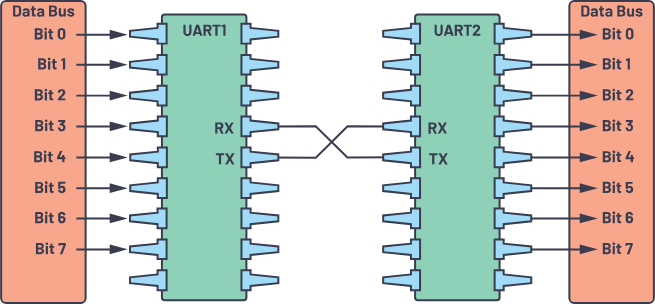 Data Bus
Bit 0
Bit 1
Bit 2
Bit 3
Bit 4
Bit 5
Bit 6
Bit 7
UART1
RX
TX
UART2
RX
TX
Data Bus
Bit 0
Bit 1
Bit 2
Bit 3
Bit 4
Bit 5
Bit 6
Bit 7